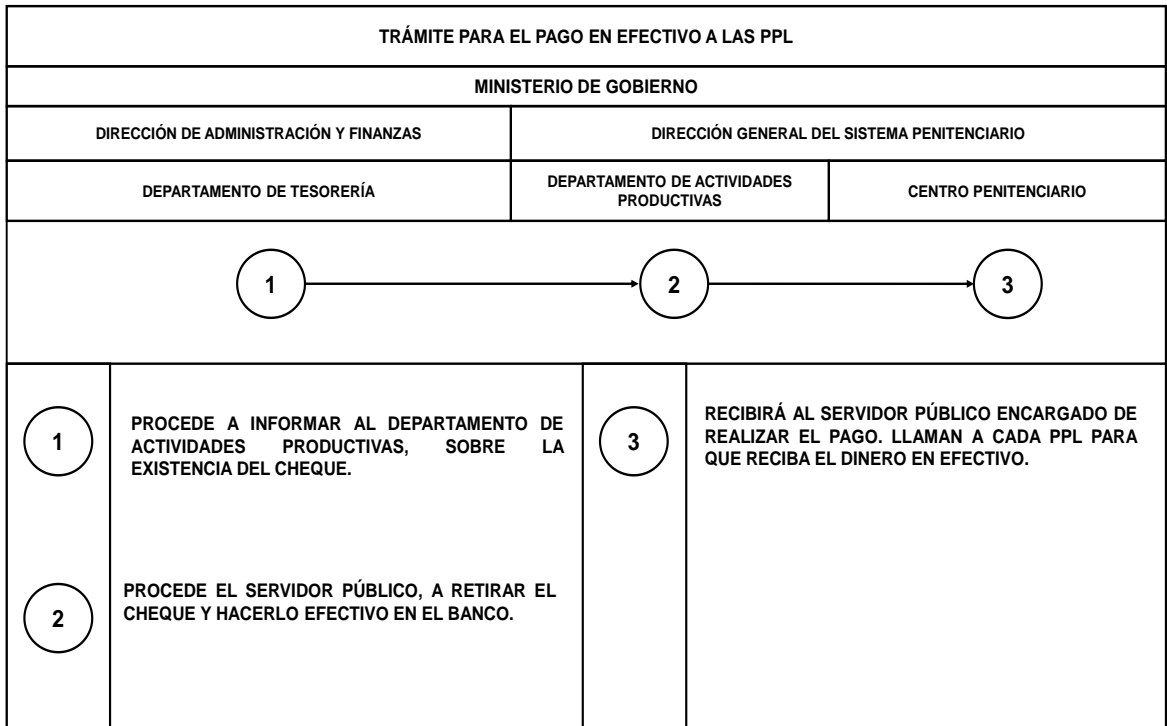 TRÁMITE PARA EL PAGO EN EFECTIVO A LAS PPL
MINISTERIO DE GOBIERNO
DIRECCIÓN DE ADMINISTRACIÓN Y FINANZAS
DIRECCIÓN GENERAL DEL SISTEMA PENITENCIARIO
DEPARTAMENTO DE TESORERÍA
DEPARTAMENTO DE ACTIVIDADES
PRODUCTIVAS
CENTRO PENITENCIARIO
1
2
3
1
PROCEDE A INFORMAR AL DEPARTAMENTO DE
ACTIVIDADES PRODUCTIVAS, SOBRE LA
EXISTENCIA DEL CHEQUE.
2
PROCEDE EL SERVIDOR PÚBLICO, A RETIRAR EL
CHEQUE Y HACERLO EFECTIVO EN EL BANCO.
3
RECIBIRÁ AL SERVIDOR PÚBLICO ENCARGADO DE
REALIZAR EL PAGO. LLAMAN A CADA PPL PARA
QUE RECIBA EL DINERO EN EFECTIVO.